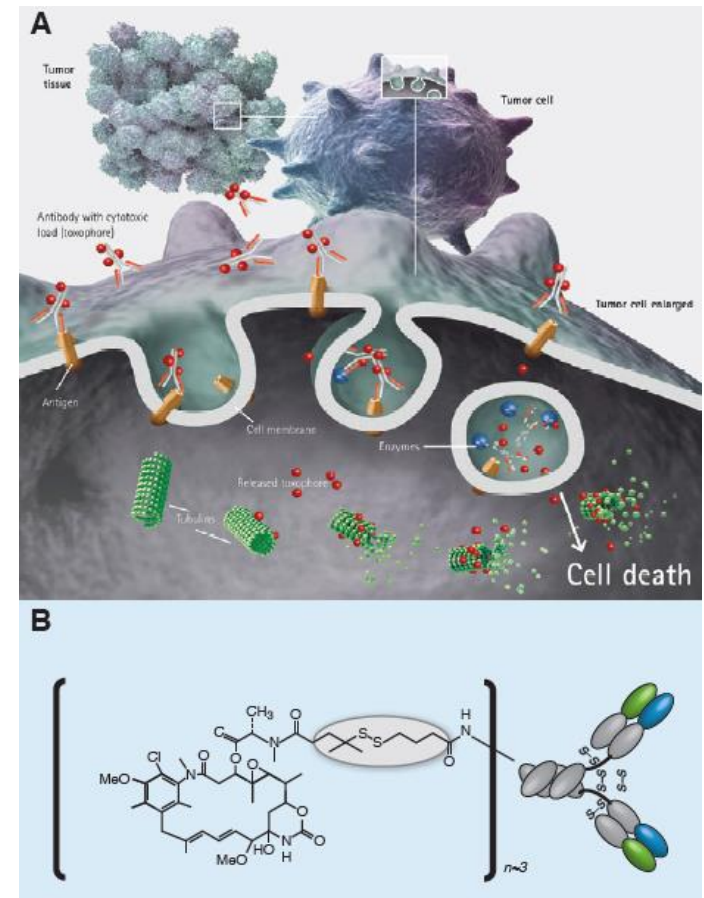 A
Tumor
tissue
Tumor cell
Antibody with cytotoxic
load (toxophore)
Tumor cell enlarged
Antigen
Cell membrane
Enzymes
Released toxophore
Tubulins
Cell death
B
CH₃
O
O
H
N
S
S
C
N
O
O
O
Cl
N
O
MeO
O
N
H
O
HO
MeO
n~3
S-S
S-S
S-S
S-S